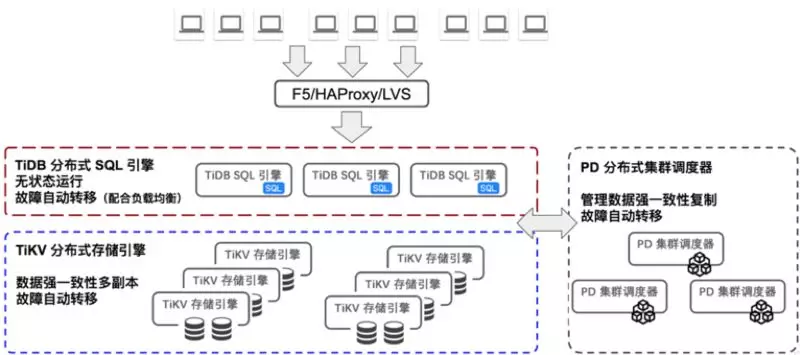 F5/HAProxy/LVS
TiDB 分布式 SQL 引擎
无状态运行
故障自动转移（配合负载均衡）
TiDB SQL 引擎
SQL
TiDB SQL 引擎
SQL
TiDB SQL 引擎
SQL
TiKV 分布式存储引擎
数据强一致性多副本
故障自动转移
TiKV 存储引擎
TiKV 存储引擎
TiKV 存储引擎
TiKV 存储引擎
TiKV 存储引擎
TiKV 存储引擎
PD 分布式集群调度器
管理数据强一致性复制
故障自动转移
PD 集群调度器
PD 集群调度器
PD 集群调度器